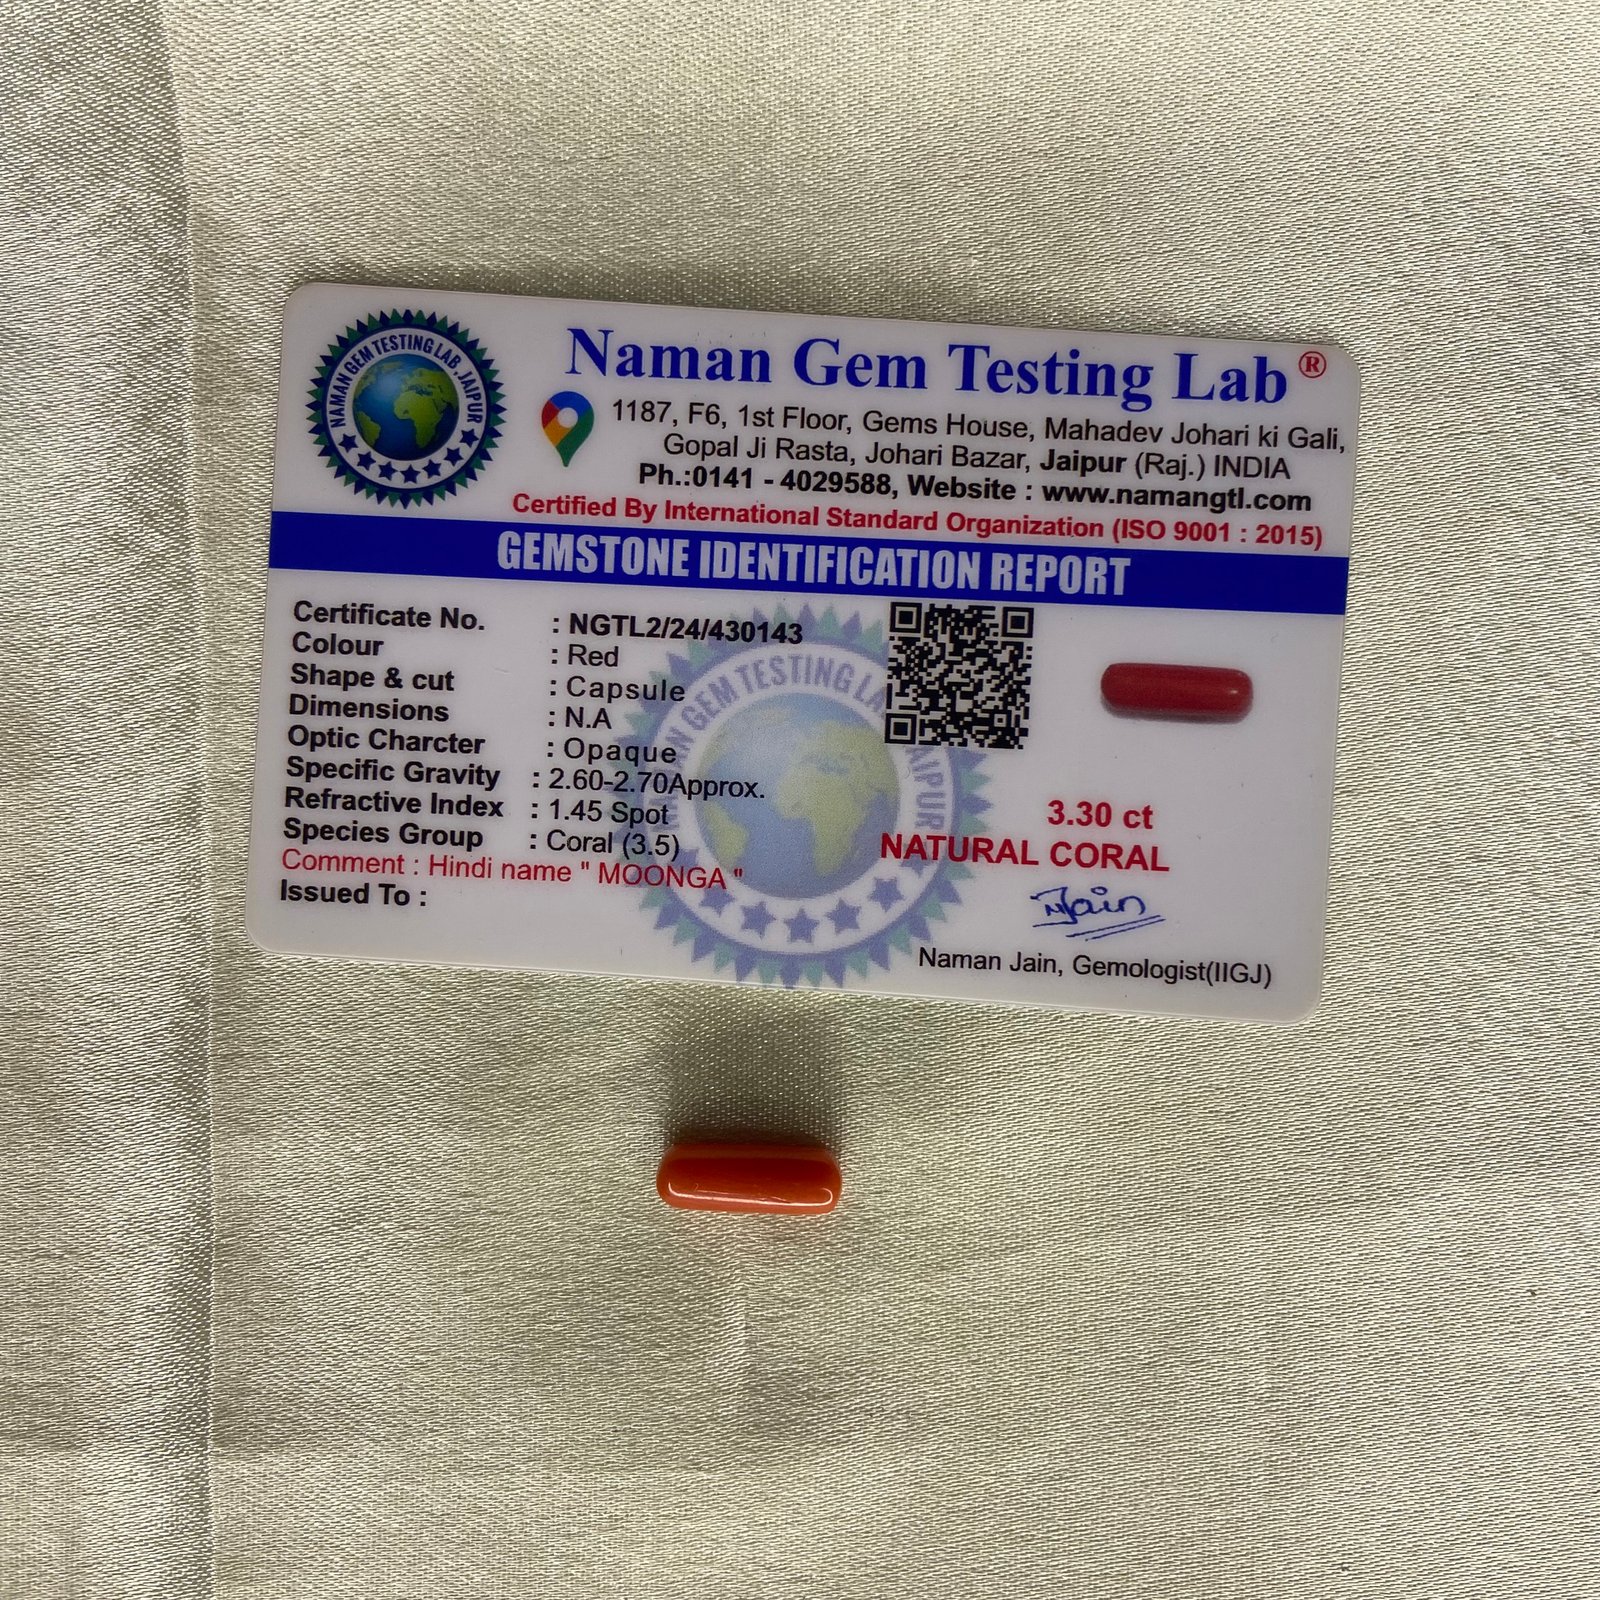 NAMAN GEM TESTING LAB, JAIPUR
Naman Gem Testing Lab ®
1187, F6, 1st Floor, Gems House, Mahadev Johari ki Gali,
Gopal Ji Rasta, Johari Bazar, Jaipur (Raj.) INDIA
Ph.:0141 - 4029588, Website : www.namangtl.com
Certified By International Standard Organization (ISO 9001 : 2015)
GEMSTONE IDENTIFICATION REPORT
Certificate No. : NGTL2/24/430143
Colour : Red
Shape & cut : Capsule
Dimensions : N.A
Optic Charcter : Opaque
Specific Gravity : 2.60-2.70Approx.
Refractive Index : 1.45 Spot
Species Group : Coral (3.5)
Comment : Hindi name " MOONGA "
Issued To :
3.30 ct
NATURAL CORAL
NJain
Naman Jain, Gemologist(IIGJ)